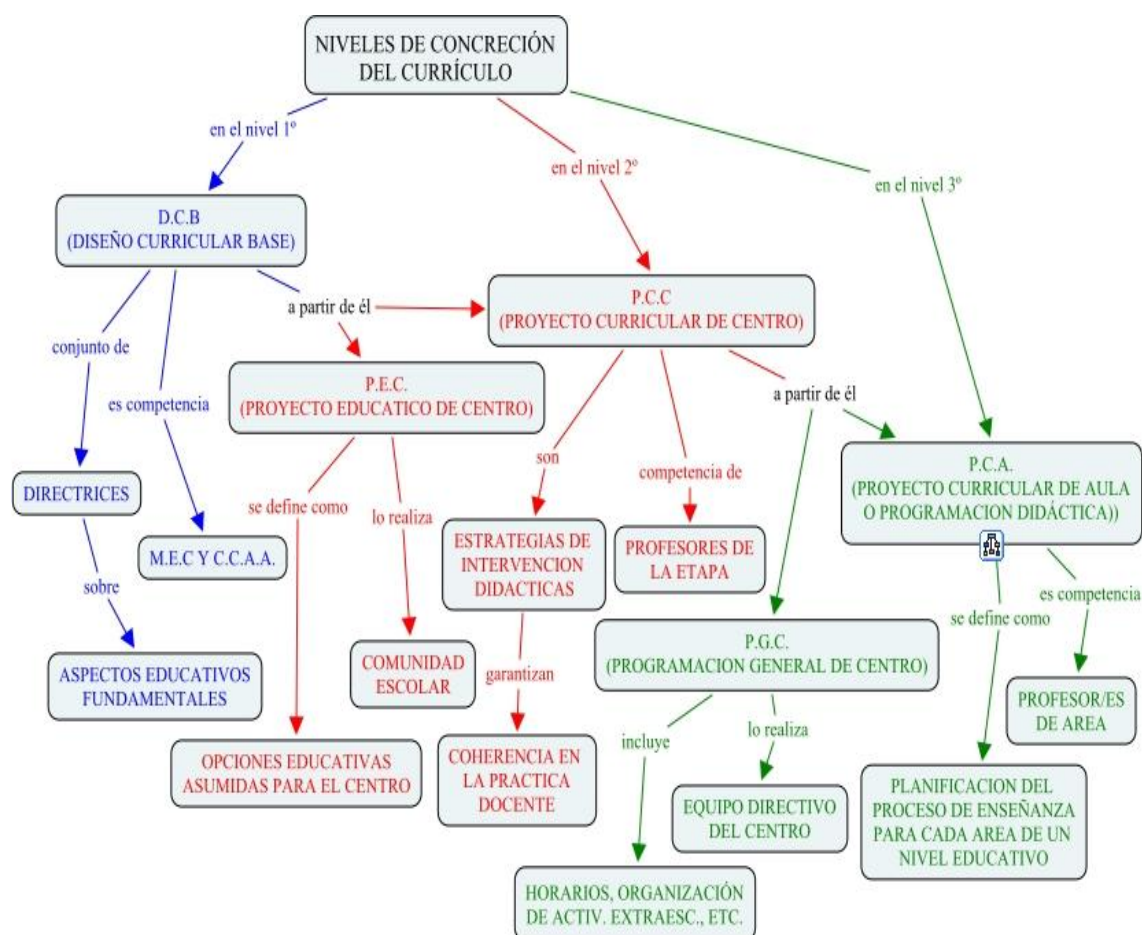 NIVELES DE CONCRECIÓN
DEL CURRÍCULO
en el nivel 1º
en el nivel 2º
en el nivel 3º
D.C.B
(DISEÑO CURRICULAR BASE)
a partir de él
P.C.C
(PROYECTO CURRICULAR DE CENTRO)
conjunto de
es competencia
P.E.C.
(PROYECTO EDUCATICO DE CENTRO)
a partir de él
DIRECTRICES
M.E.C Y C.C.A.A.
sobre
ASPECTOS EDUCATIVOS
FUNDAMENTALES
se define como
lo realiza
OPCIONES EDUCATIVAS
ASUMIDAS PARA EL CENTRO
COMUNIDAD
ESCOLAR
son
competencia de
ESTRATEGIAS DE
INTERVENCION
DIDACTICAS
PROFESORES DE
LA ETAPA
garantizan
COHERENCIA EN
LA PRACTICA
DOCENTE
P.C.A.
(PROYECTO CURRICULAR DE AULA
O PROGRAMACION DIDÁCTICA))
P.G.C.
(PROGRAMACION GENERAL DE CENTRO)
incluye
lo realiza
HORARIOS, ORGANIZACIÓN
DE ACTIV. EXTRAESC., ETC.
EQUIPO DIRECTIVO
DEL CENTRO
se define como
es competencia
PLANIFICACION DEL
PROCESO DE ENSEÑANZA
PARA CADA AREA DE UN
NIVEL EDUCATIVO
PROFESOR/ES
DE AREA